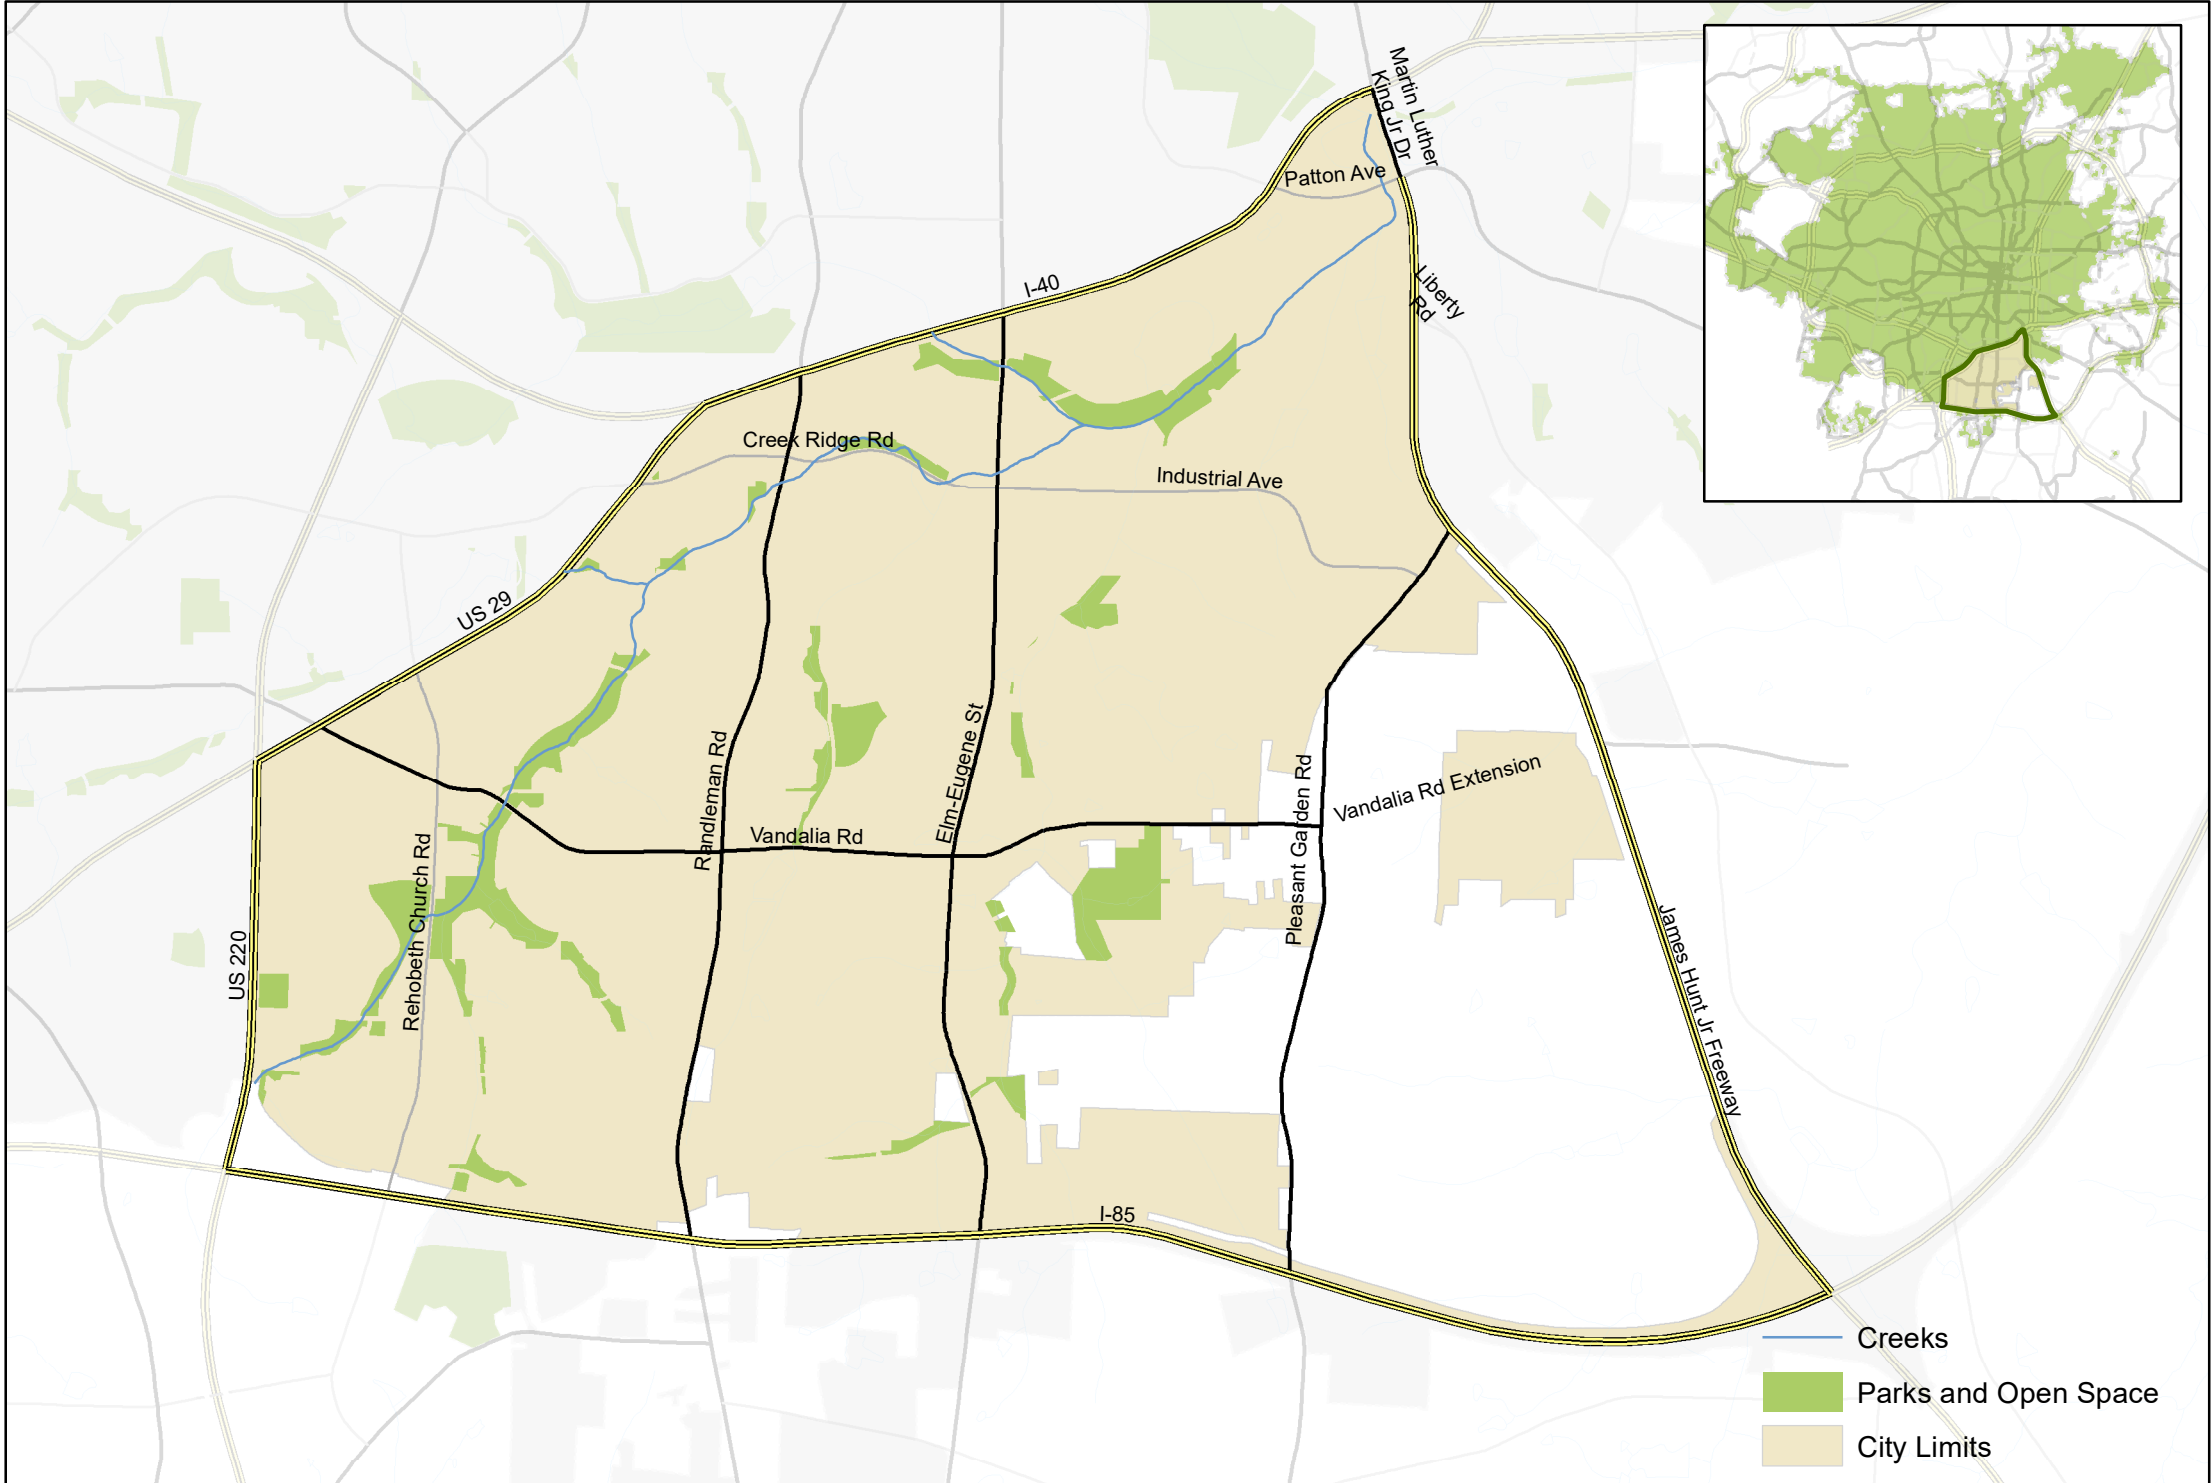 Martin Luther
King Jr Dr
Patton Ave
I-40
Liberty
Rd
Creek Ridge Rd
Industrial Ave
US 29
Randleman Rd
Elm-Eugene St
Vandalia Rd
Pleasant Garden Rd
Vandalia Rd Extension
Rehobeth Church Rd
US 220
James Hunt Jr Freeway
I-85
Creeks
Parks and Open Space
City Limits